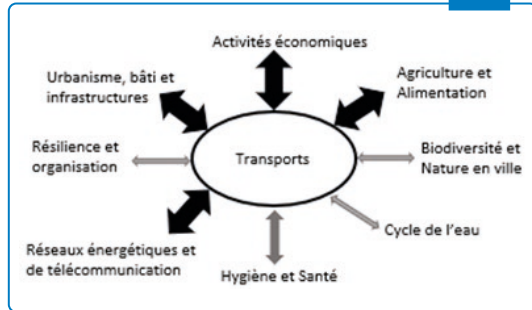 Activités économiques
Urbanisme, bâti et
infrastructures
Agriculture et
Alimentation
Résilience et
organisation
Transports
Biodiversité et
Nature en ville
Cycle de l'eau
Réseaux énergétiques et
de télécommunication
Hygiène et Santé